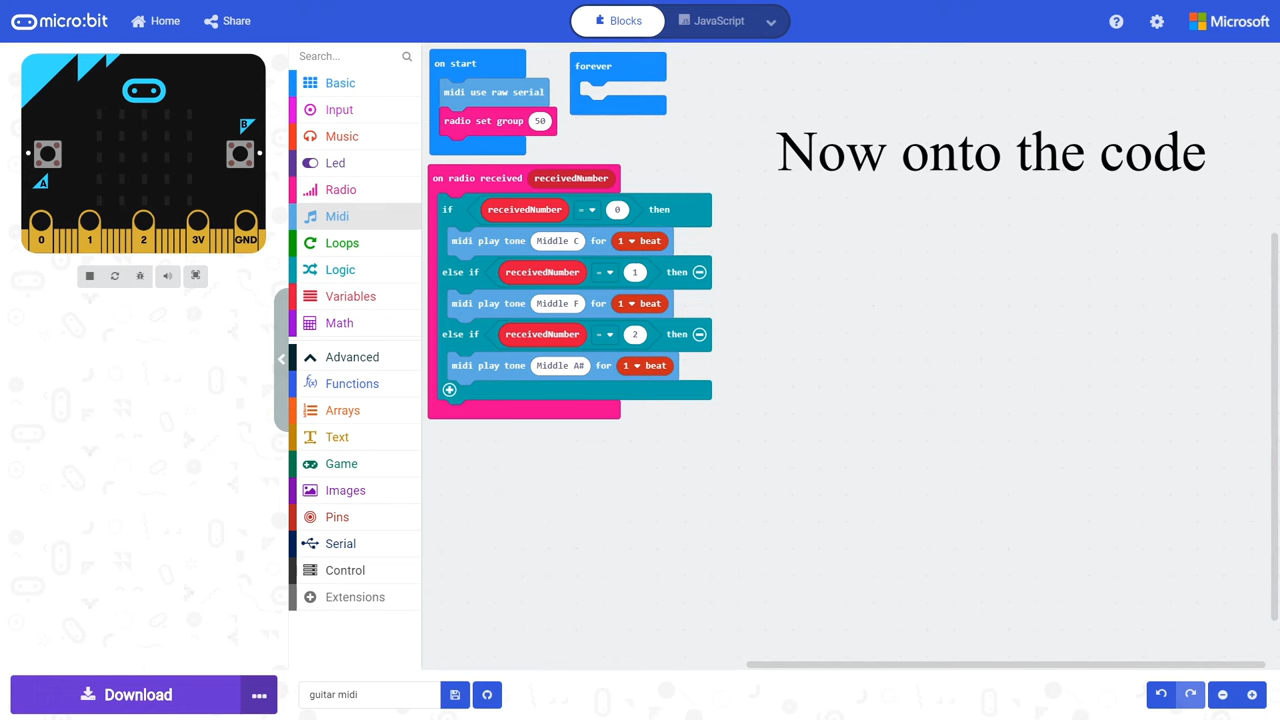 micro:bit Home Share Blocks JavaScript Microsoft
Search...
Basic
Input
Music
Led
Radio
Midi
Loops
Logic
Variables
Math
Advanced
Functions
Arrays
Text
Game
Images
Pins
Serial
Control
Extensions
A
B
0 1 2 3V GND
on start
midi use raw serial
radio set group 50
forever
on radio received receivedNumber
if receivedNumber = 0 then
midi play tone Middle C for 1 beat
else if receivedNumber = 1 then
midi play tone Middle F for 1 beat
else if receivedNumber = 2 then
midi play tone Middle A# for 1 beat
Now onto the code
Download
guitar midi